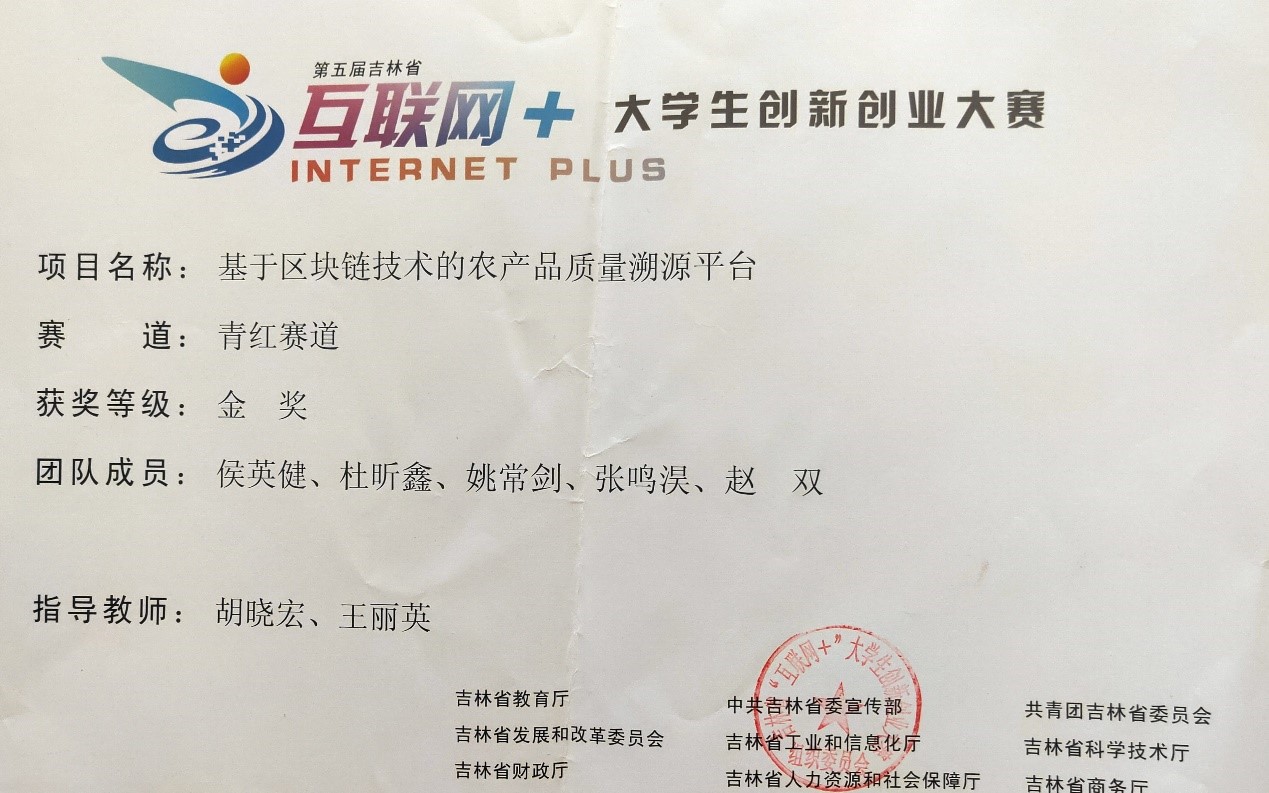 第五届吉林省
互联网+ 大学生创新创业大赛
INTERNET PLUS
项目名称：基于区块链技术的农产品质量溯源平台
赛 道：青红赛道
获奖等级：金 奖
团队成员：侯英健、杜昕鑫、姚常剑、张鸣淏、赵 双
指导教师：胡晓宏、王丽英
吉林省教育厅 中共吉林省委宣传部 共青团吉林省委员会
吉林省发展和改革委员会 吉林省工业和信息化厅 吉林省科学技术厅
吉林省财政厅 吉林省人力资源和社会保障厅 吉林省商务厅
吉林省“互联网+”大学生创新创业大赛
组织委员会